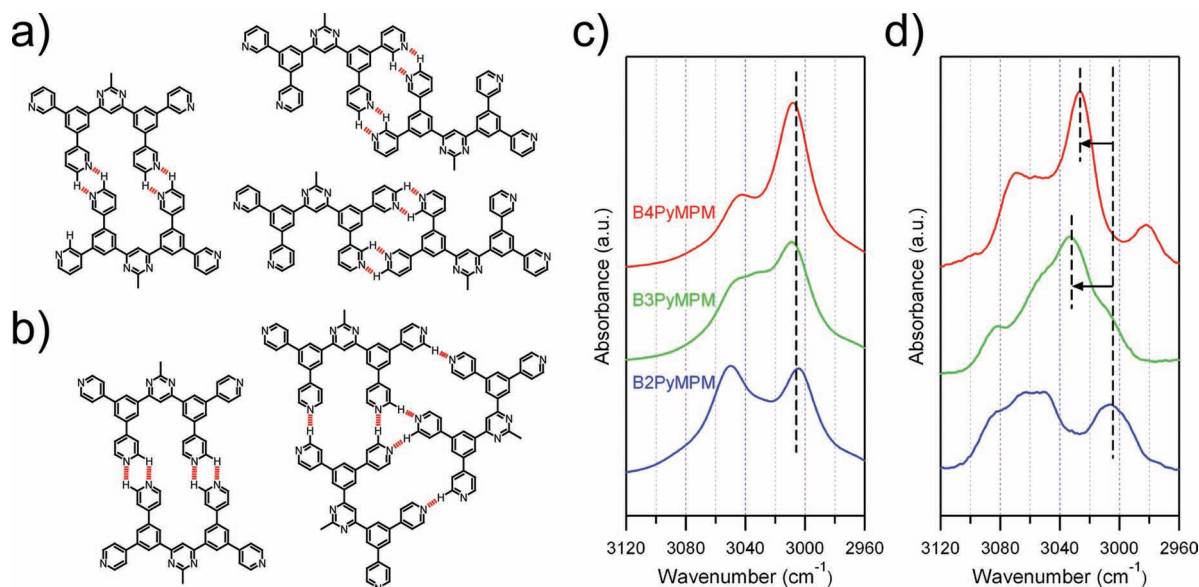 a)
b)
c)
d)
B4PyMPM
B3PyMPM
B2PyMPM
Absorbance (a.u.)
3120 3080 3040 3000 2960
Wavenumber (cm⁻¹)
Absorbance (a.u.)
3120 3080 3040 3000 2960
Wavenumber (cm⁻¹)